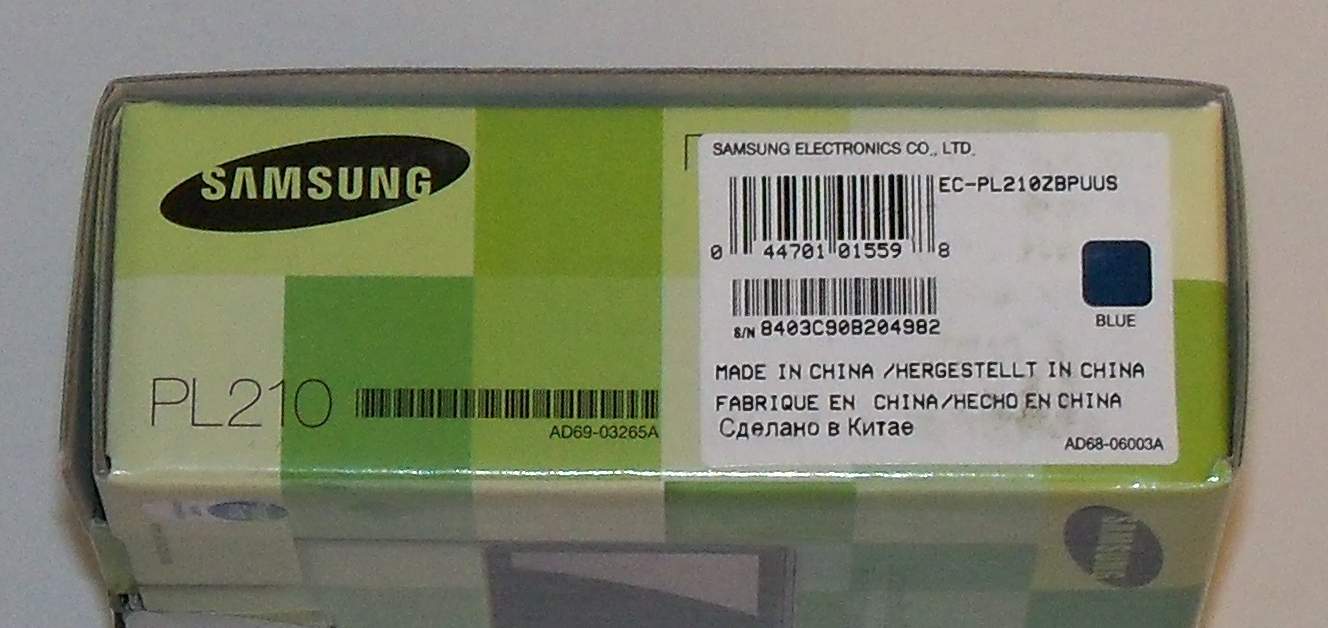 SAMSUNG
PL210
AD69-03265A
SAMSUNG ELECTRONICS CO., LTD.
EC-PL210ZBPUUS
0 44701 01559 8
S/N 8403C90B204982
BLUE
MADE IN CHINA /HERGESTELLT IN CHINA
FABRIQUE EN CHINA/HECHO EN CHINA
Сделано в Китае
AD68-06003A
SAMSUNG